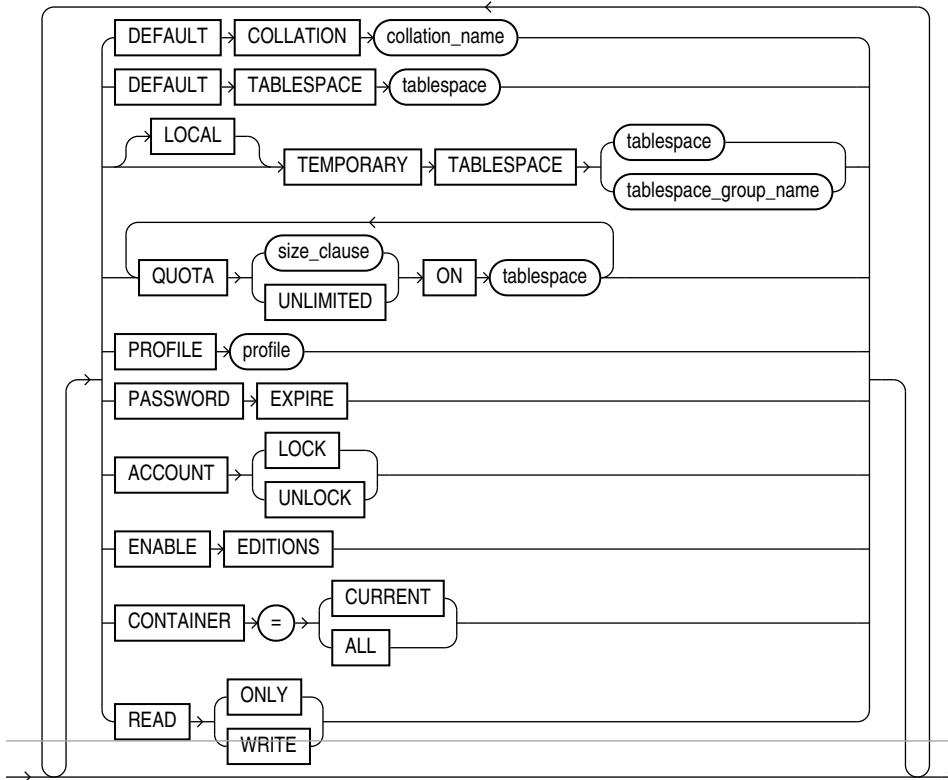 DEFAULT COLLATION collation_name
DEFAULT TABLESPACE tablespace
LOCAL
tablespace
TEMPORARY TABLESPACE
tablespace_group_name
size_clause
QUOTA ON tablespace
UNLIMITED
PROFILE profile
PASSWORD EXPIRE
LOCK
ACCOUNT
UNLOCK
ENABLE EDITIONS
CURRENT
CONTAINER =
ALL
ONLY
READ
WRITE